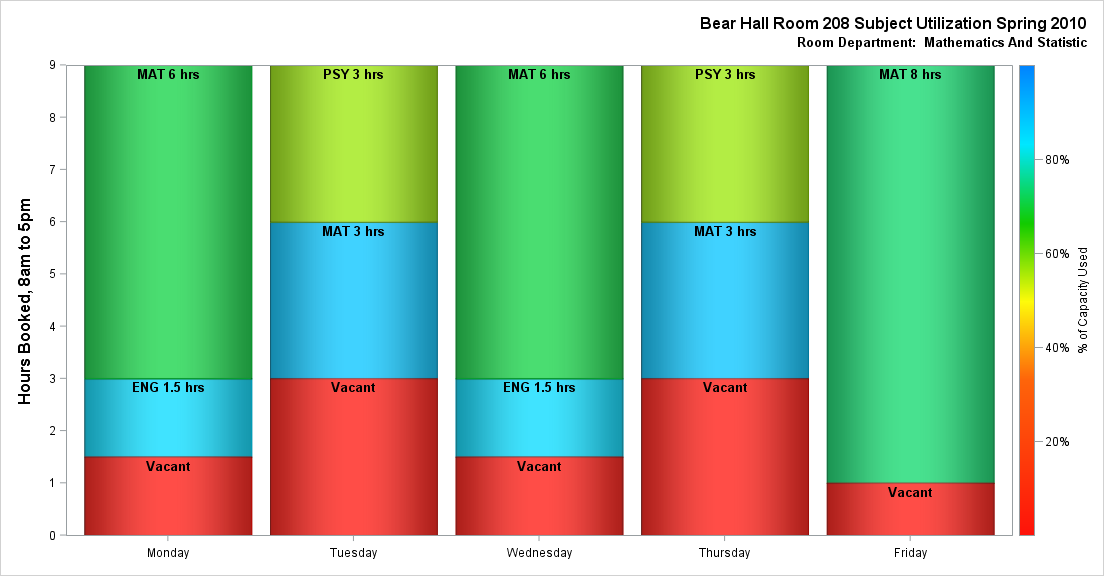 Bear Hall Room 208 Subject Utilization Spring 2010
Room Department:  Mathematics And Statistic
Hours Booked, 8am to 5pm
9
8
7
6
5
4
3
2
1
0
MAT 6 hrs
ENG 1.5 hrs
Vacant
PSY 3 hrs
MAT 3 hrs
Vacant
MAT 6 hrs
ENG 1.5 hrs
Vacant
PSY 3 hrs
MAT 3 hrs
Vacant
MAT 8 hrs
Vacant
Monday
Tuesday
Wednesday
Thursday
Friday
80%
60%
40%
20%
% of Capacity Used